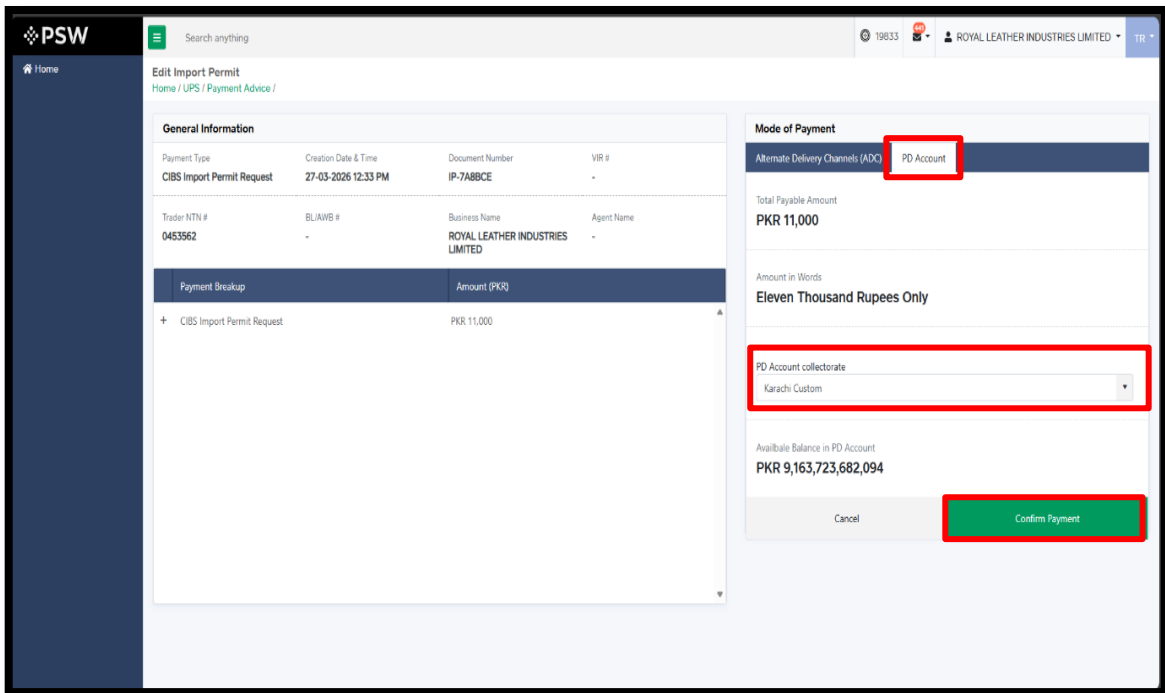 PSW
Search anything
19833
441
ROYAL LEATHER INDUSTRIES LIMITED
TR
Home
Edit Import Permit
Home / UPS / Payment Advice /
General Information
Payment Type
Creation Date & Time
Document Number
VIR #
CIBS Import Permit Request
27-03-2026 12:33 PM
IP-7A8BCE
-
Trader NTN #
BL/AWB #
Business Name
Agent Name
0453562
-
ROYAL LEATHER INDUSTRIES
LIMITED
-
Payment Breakup
Amount (PKR)
+ CIBS Import Permit Request
PKR 11,000
Mode of Payment
Alternate Delivery Channels (ADC)
PD Account
Total Payable Amount
PKR 11,000
Amount in Words
Eleven Thousand Rupees Only
PD Account collectorate
Karachi Custom
Availbale Balance in PD Account
PKR 9,163,723,682,094
Cancel
Confirm Payment